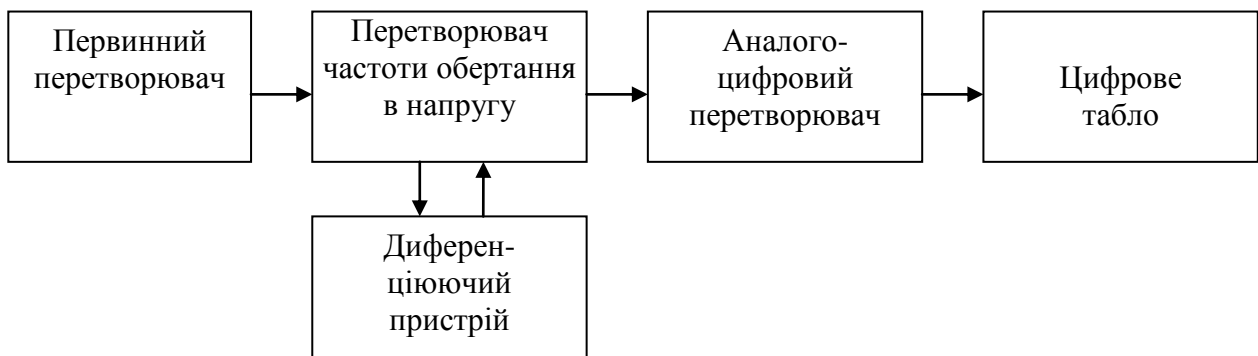 Первинний
перетворювач
Перетворювач
частоти обертання
в напругу
Аналого-
цифровий
перетворювач
Цифрове
табло
Диферен-
ціюючий
пристрій